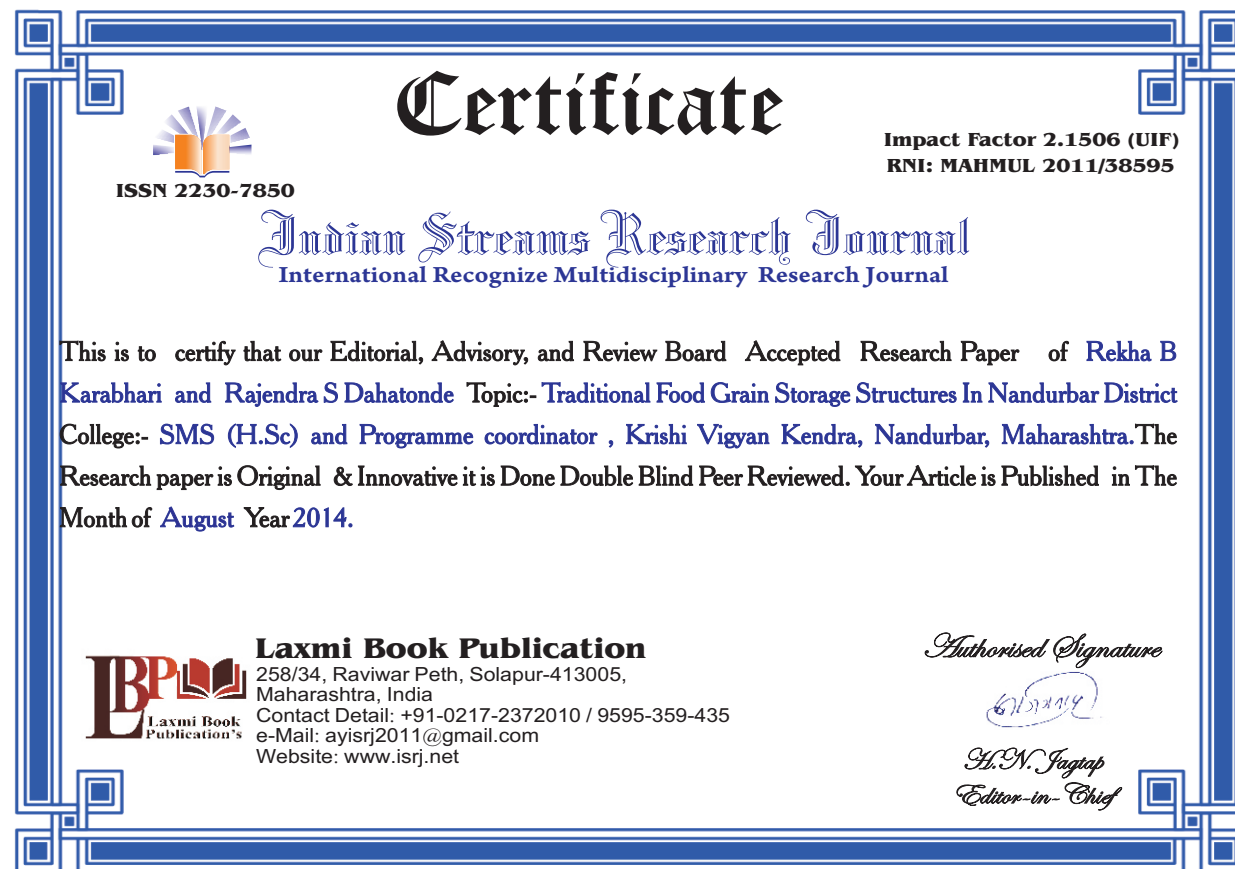 Certificate
Impact Factor 2.1506 (UIF)
RNI: MAHMUL 2011/38595
ISSN 2230-7850
Indian Streams Research Journal
International Recognize Multidisciplinary Research Journal
This is to certify that our Editorial, Advisory, and Review Board Accepted Research Paper of Rekha B
Karabhari and Rajendra S Dahatonde Topic:- Traditional Food Grain Storage Structures In Nandurbar District
College:- SMS (H.Sc) and Programme coordinator , Krishi Vigyan Kendra, Nandurbar, Maharashtra.The
Research paper is Original & Innovative it is Done Double Blind Peer Reviewed. Your Article is Published in The
Month of August Year 2014.
LBP
Laxmi Book
Publication's
Laxmi Book Publication
258/34, Raviwar Peth, Solapur-413005,
Maharashtra, India
Contact Detail: +91-0217-2372010 / 9595-359-435
e-Mail: ayisrj2011@gmail.com
Website: www.isrj.net
Authorised Signature
H.N. Jagtap
Editor-in-Chief